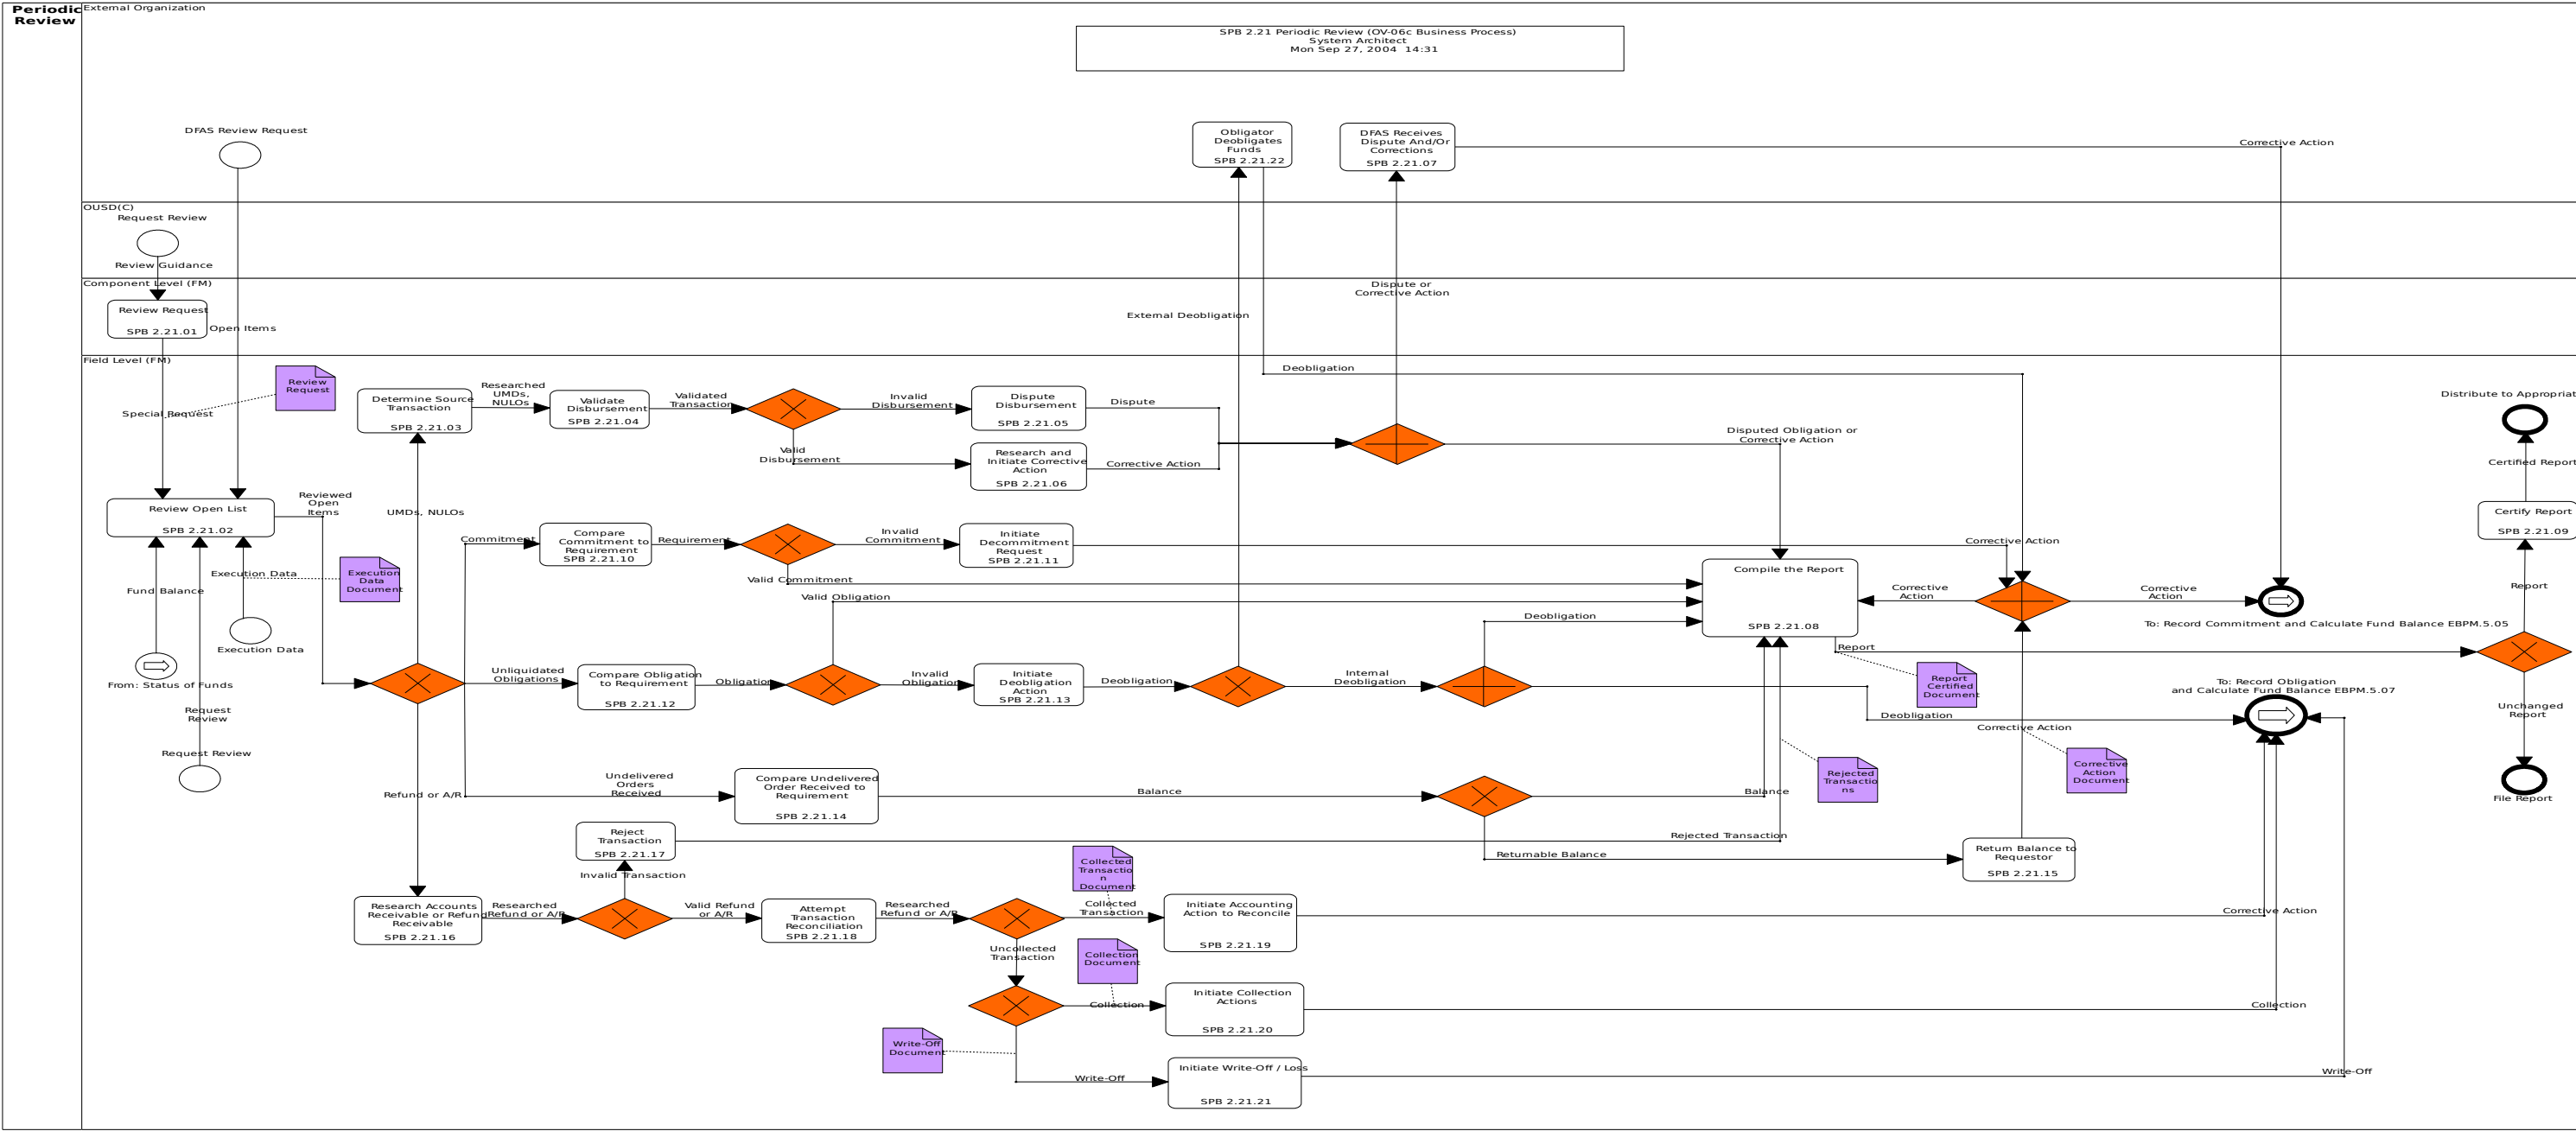 Periodic
Review
External Organization
SPB 2.21 Periodic Review (OV-06c Business Process)
System Architect
Mon Sep 27, 2004 14:31
DFAS Review Request
Obligator
Deobligates
Funds
SPB 2.21.22
DFAS Receives
Dispute And/Or
Corrections
SPB 2.21.07
Corrective Action
OUSD(C)
Request Review
Review Guidance
Component Level (FM)
Review Request
SPB 2.21.01
Open Items
External Deobligation
Dispute or
Corrective Action
Field Level (FM)
Review
Request
Special Request
Determine Source
Transaction
SPB 2.21.03
Researched
UMDs,
NULOs
Validate
Disbursement
SPB 2.21.04
Validated
Transaction
Invalid
Disbursement
Dispute
Disbursement
SPB 2.21.05
Dispute
Deobligation
Valid
Disbursement
Research and
Initiate Corrective
Action
SPB 2.21.06
Corrective Action
Disputed Obligation or
Corrective Action
Distribute to Appropriat
Certified Report
Review Open List
SPB 2.21.02
Reviewed
Open
Items
UMDs, NULOs
Commitment
Compare
Commitment to
Requirement
SPB 2.21.10
Requirement
Invalid
Commitment
Initiate
Decommitment
Request
SPB 2.21.11
Corrective Action
Certify Report
SPB 2.21.09
Valid Commitment
Valid Obligation
Compile the Report
SPB 2.21.08
Corrective
Action
Corrective
Action
To: Record Commitment and Calculate Fund Balance EBPM.5.05
Report
Fund Balance
Execution Data
Execution
Data
Document
Execution Data
From: Status of Funds
Request
Review
Request Review
Unliquidated
Obligations
Compare Obligation
to Requirement
SPB 2.21.12
Obligation
Invalid
Obligation
Initiate
Deobligation
Action
SPB 2.21.13
Deobligation
Internal
Deobligation
Deobligation
Report
Report
Certified
Document
Deobligation
To: Record Obligation
and Calculate Fund Balance EBPM.5.07
Corrective Action
Corrective
Action
Document
Unchanged
Report
File Report
Refund or A/R
Undelivered
Orders
Received
Compare Undelivered
Order Received to
Requirement
SPB 2.21.14
Balance
Balance
Rejected
Transactio
ns
Reject
Transaction
SPB 2.21.17
Rejected Transaction
Returnable Balance
Return Balance to
Requestor
SPB 2.21.15
Invalid Transaction
Research Accounts
Receivable or Refund
Receivable
SPB 2.21.16
Researched
Refund or A/R
Valid Refund
or A/R
Attempt
Transaction
Reconciliation
SPB 2.21.18
Researched
Refund or A/R
Collected
Transactio
n
Document
Collected
Transaction
Initiate Accounting
Action to Reconcile
SPB 2.21.19
Corrective Action
Uncollected
Transaction
Collection
Document
Collection
Initiate Collection
Actions
SPB 2.21.20
Collection
Write-Off
Document
Write-Off
Initiate Write-Off / Loss
SPB 2.21.21
Write-Off